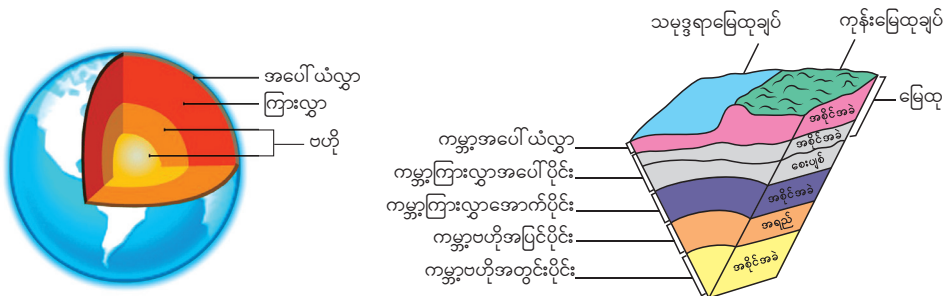 အပေါ်ယံလွှာ
ကြားလွှာ
ဗဟို
သမုဒ္ဒရာမြေထုချပ်
ကုန်းမြေထုချပ်
မြေထု
ကမ္ဘာ့အပေါ်ယံလွှာ
ကမ္ဘာ့ကြားလွှာအပေါ်ပိုင်း
ကမ္ဘာ့ကြားလွှာအောက်ပိုင်း
ကမ္ဘာ့ဗဟိုအပြင်ပိုင်း
ကမ္ဘာ့ဗဟိုအတွင်းပိုင်း
အစိုင်အခဲ
အစိုင်အခဲ
စေးပျစ်
အစိုင်အခဲ
အရည်
အစိုင်အခဲ